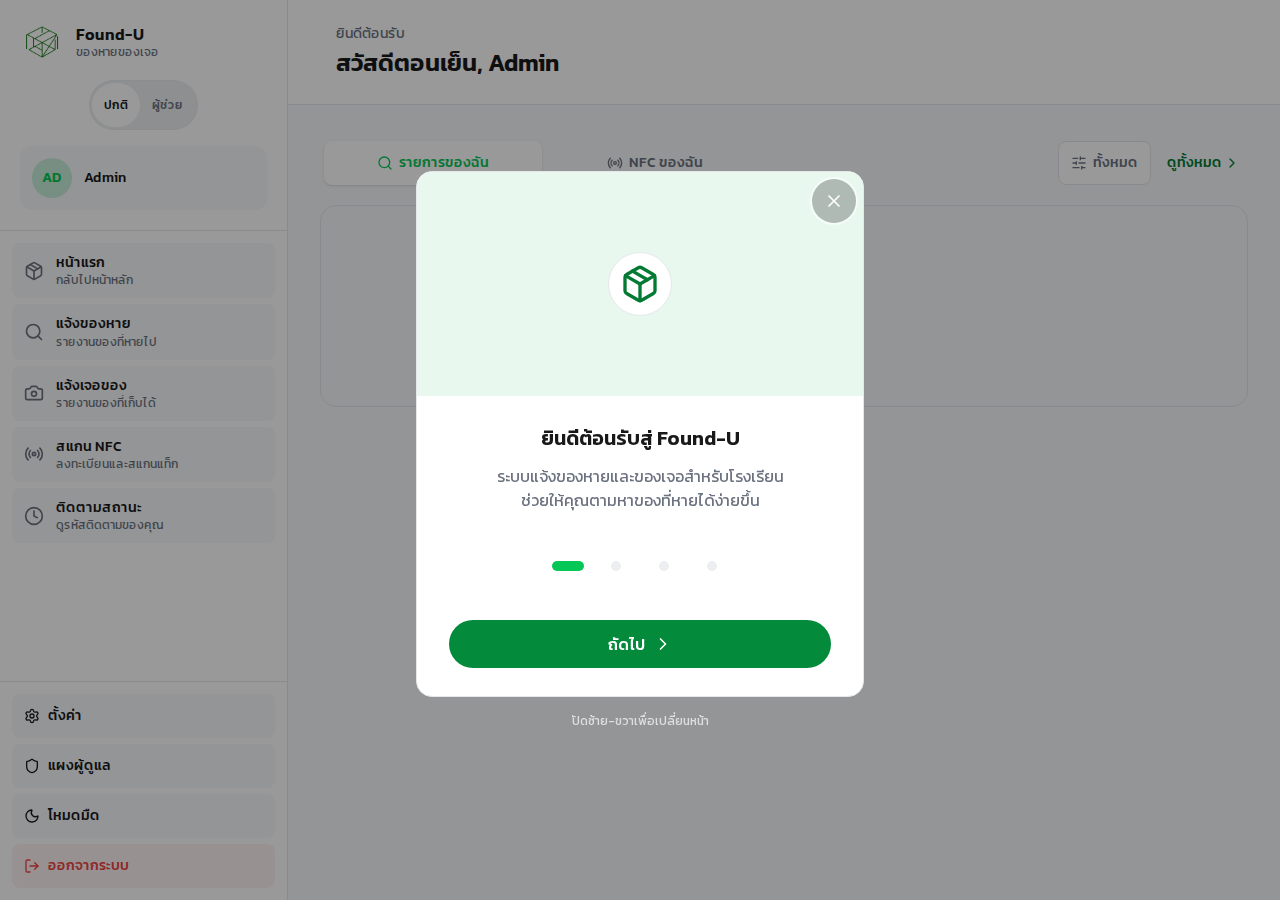 Found-U
ของหายของเจอ
ปกติ
ผู้ช่วย
AD
Admin
หน้าแรก
กลับไปหน้าหลัก
แจ้งของหาย
รายงานของที่หายไป
แจ้งเจอของ
รายงานของที่เก็บได้
สแกน NFC
ลงทะเบียนและสแกนแท็ก
ติดตามสถานะ
ดูรหัสติดตามของคุณ
ตั้งค่า
แผงผู้ดูแล
โหมดมืด
ออกจากระบบ
ยินดีต้อนรับ
สวัสดีตอนเย็น, Admin
รายการของฉัน
NFC ของฉัน
ทั้งหมด
ดูทั้งหมด
ยินดีต้อนรับสู่ Found-U
ระบบแจ้งของหายและของเจอสำหรับโรงเรียน
ช่วยให้คุณตามหาของที่หายได้ง่ายขึ้น
ถัดไป
ปัดซ้าย-ขวาเพื่อเปลี่ยนหน้า